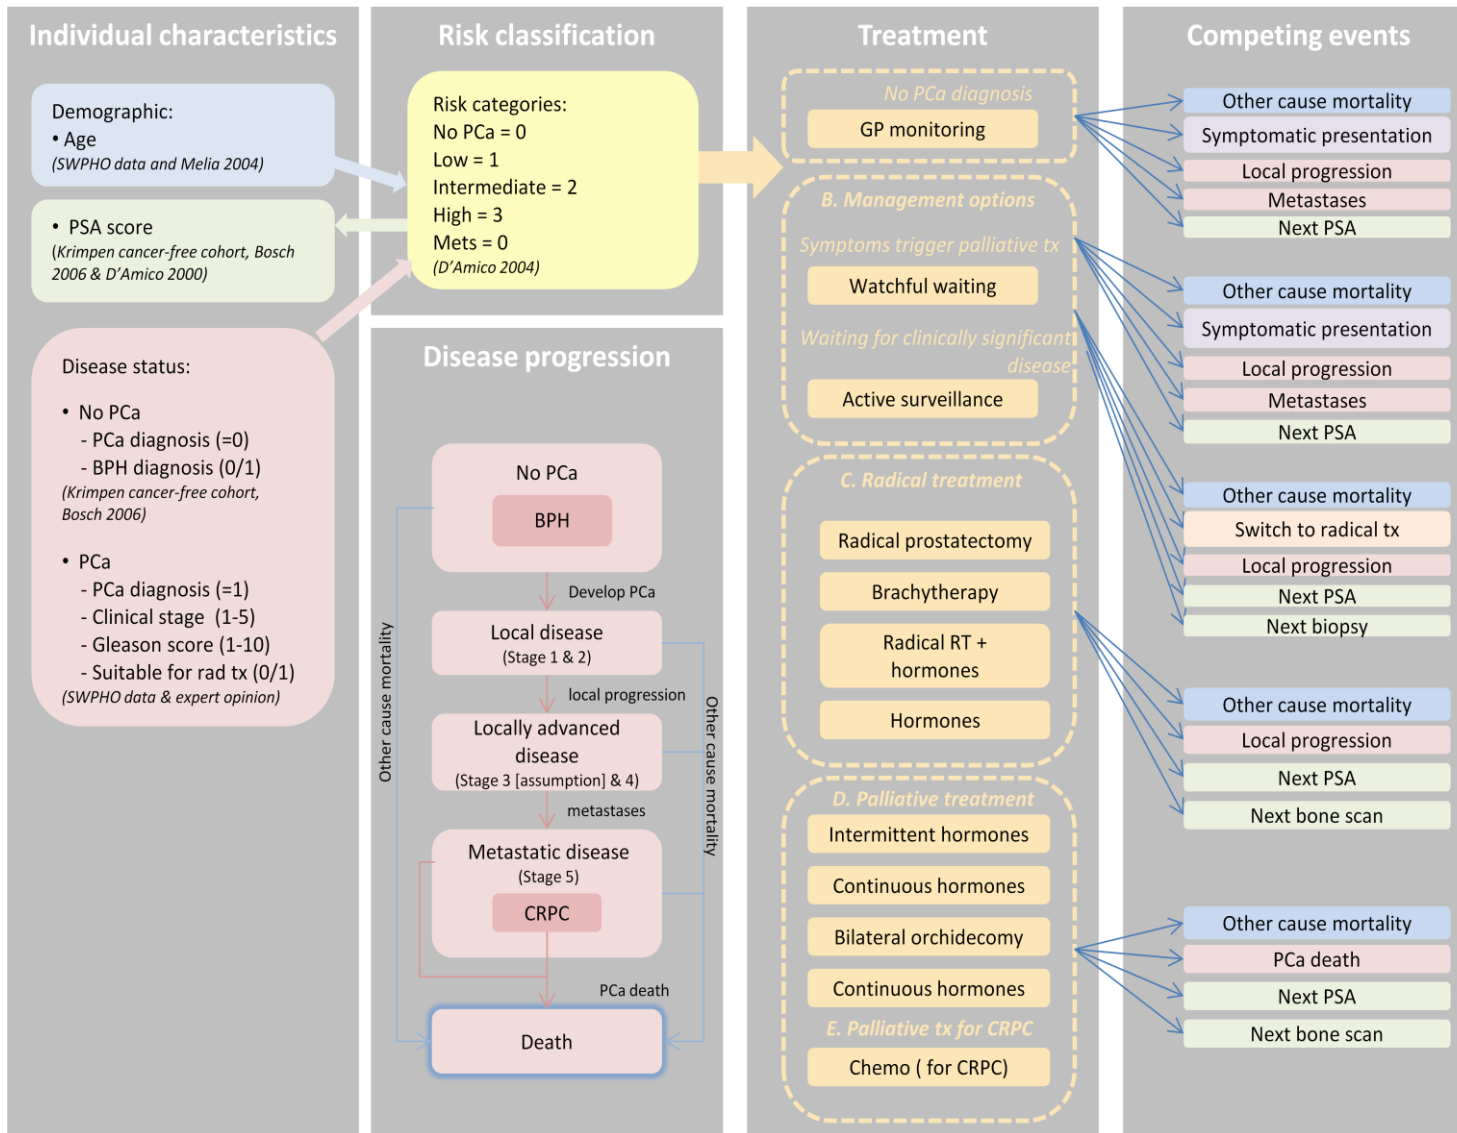 Individual characteristics
Demographic:
• Age
(SWPHO data and Melia 2004)
• PSA score
(Krimpen cancer-free cohort, Bosch
2006 & D'Amico 2000)
Disease status:
• No PCa
- PCa diagnosis (=0)
- BPH diagnosis (0/1)
(Krimpen cancer-free cohort,
Bosch 2006)
• PCa
- PCa diagnosis (=1)
- Clinical stage (1-5)
- Gleason score (1-10)
- Suitable for rad tx (0/1)
(SWPHO data & expert opinion)
Risk classification
Risk categories:
No PCa = 0
Low = 1
Intermediate = 2
High = 3
Mets = 0
(D'Amico 2004)
Disease progression
No PCa
BPH
Develop PCa
Local disease
(Stage 1 & 2)
local progression
Locally advanced
disease
(Stage 3 [assumption] & 4)
metastases
Metastatic disease
(Stage 5)
CRPC
PCa death
Death
Other cause mortality
Other cause mortality
Treatment
No PCa diagnosis
GP monitoring
B. Management options
Symptoms trigger palliative tx
Watchful waiting
Waiting for clinically significant
disease
Active surveillance
C. Radical treatment
Radical prostatectomy
Brachytherapy
Radical RT +
hormones
Hormones
D. Palliative treatment
Intermittent hormones
Continuous hormones
Bilateral orchidecomy
Continuous hormones
E. Palliative tx for CRPC
Chemo ( for CRPC)
Competing events
Other cause mortality
Symptomatic presentation
Local progression
Metastases
Next PSA
Other cause mortality
Symptomatic presentation
Local progression
Metastases
Next PSA
Other cause mortality
Switch to radical tx
Local progression
Next PSA
Next biopsy
Other cause mortality
Local progression
Next PSA
Next bone scan
Other cause mortality
PCa death
Next PSA
Next bone scan